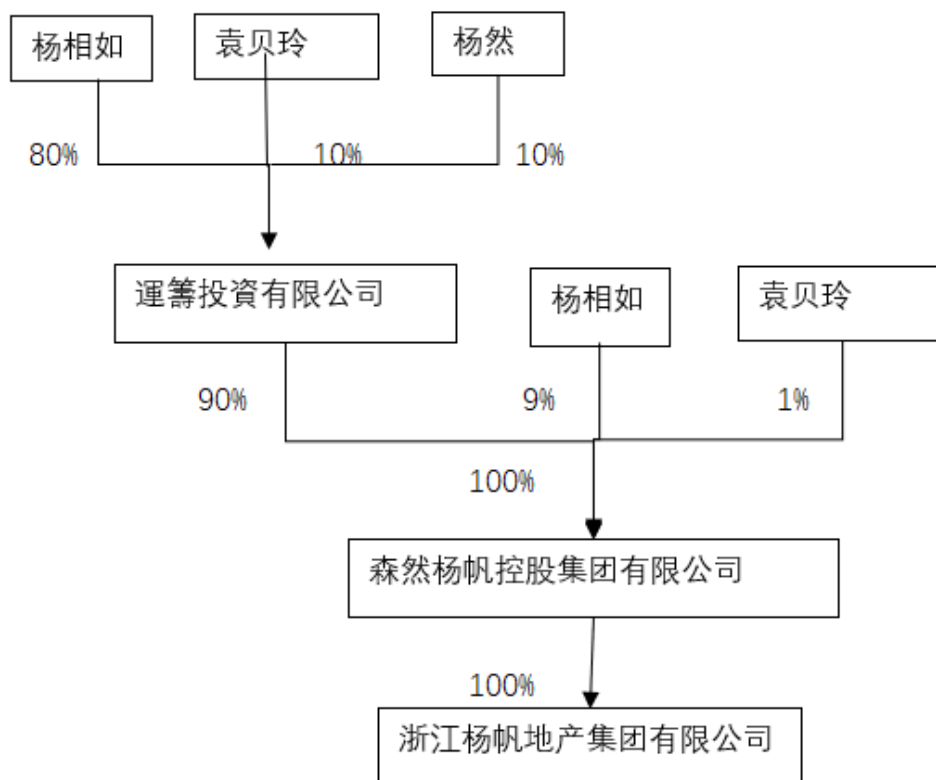 杨相如
袁贝玲
杨然
80%
10%
10%
運籌投資有限公司
杨相如
袁贝玲
90%
9%
1%
100%
森然杨帆控股集团有限公司
100%
浙江杨帆地产集团有限公司